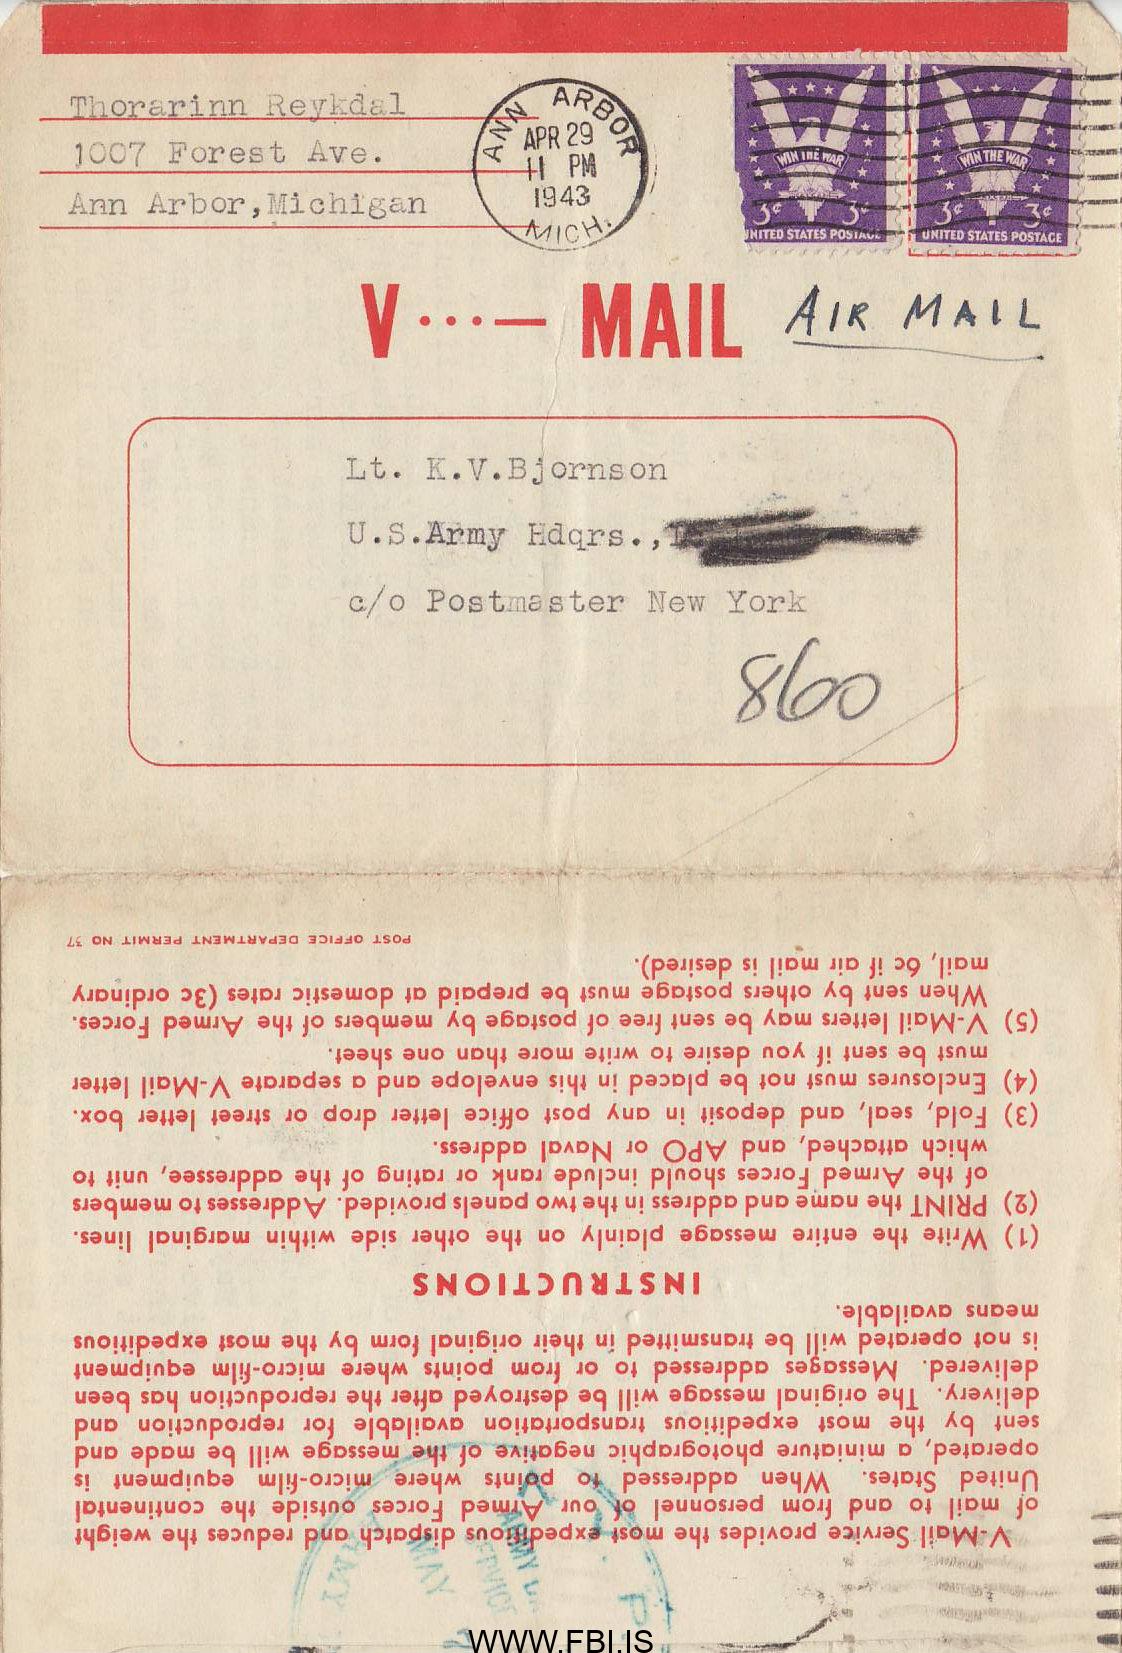 Thorarinn Reykdal
1007 Forest Ave.
Ann Arbor,Michigan
ANN ARBOR
APR 29
11 PM
1943
MICH.
WIN THE WAR
3¢ 3¢
UNITED STATES POSTAGE
WIN THE WAR
3¢ 3¢
UNITED STATES POSTAGE
V ···— MAIL
AIR MAIL
Lt. K.V.Bjornson
U.S.Army Hdqrs.,
c/o Postmaster New York
860
V-Mail Service provides the most expeditious dispatch and reduces the weight
of mail to and from personnel of our Armed Forces outside the continental
United States. When addressed to points where micro-film equipment is
operated, a miniature photographic negative of the message will be made and
sent by the most expeditious transportation available for reproduction and
delivery. The original message will be destroyed after the reproduction has been
delivered. Messages addressed to or from points where micro-film equipment
is not operated will be transmitted in their original form by the most expeditious
means available.
INSTRUCTIONS
(1) Write the entire message plainly on the other side within marginal lines.
(2) PRINT the name and address in the two panels provided. Addresses to members
of the Armed Forces should include rank or rating of the addressee, unit to
which attached, and APO or Naval address.
(3) Fold, seal, and deposit in any post office letter drop or street letter box.
(4) Enclosures must not be placed in this envelope and a separate V-Mail letter
must be sent if you desire to write more than one sheet.
(5) V-Mail letters may be sent free of postage by members of the Armed Forces.
When sent by others postage must be prepaid at domestic rates (3c ordinary
mail, 6c if air mail is desired).
POST OFFICE DEPARTMENT PERMIT NO 37
ARMY
MAY
WWW.FBI.IS